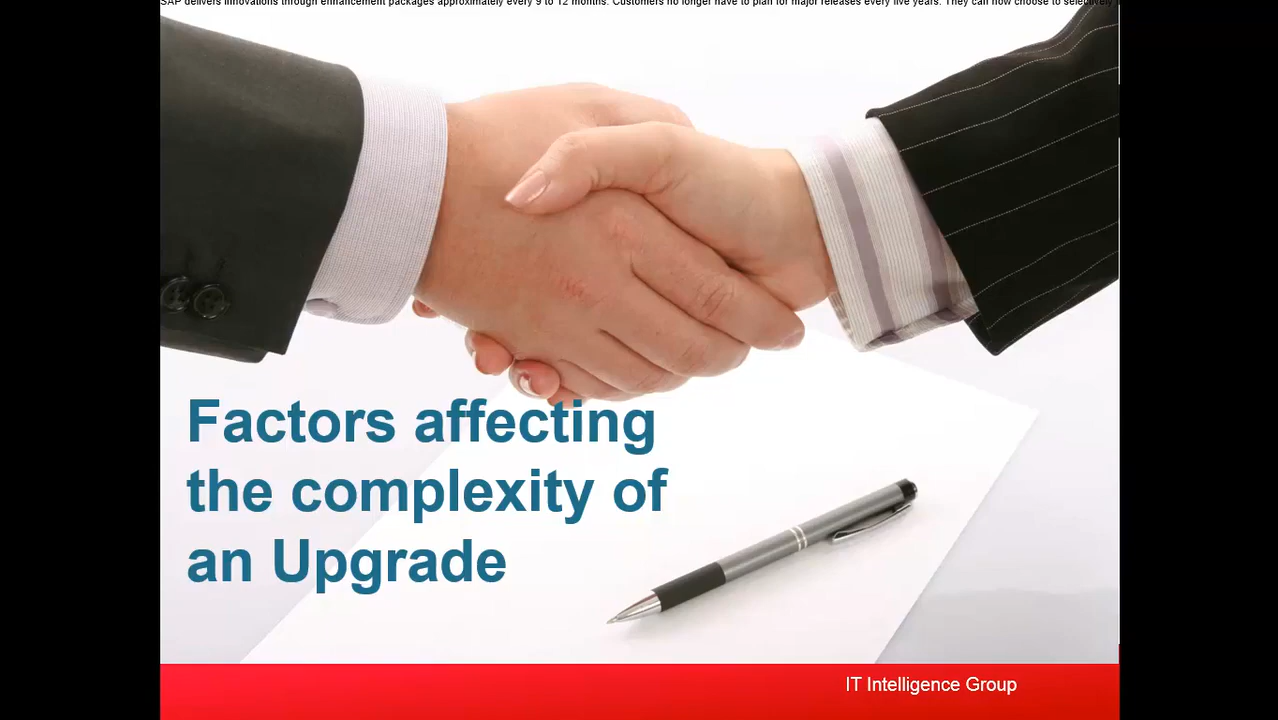 SAP delivers innovations through enhancement packages approximately every 9 to 12 months. Customers no longer have to plan for major releases every five years. They can now choose to selectively
Factors affecting
the complexity of
an Upgrade
IT Intelligence Group